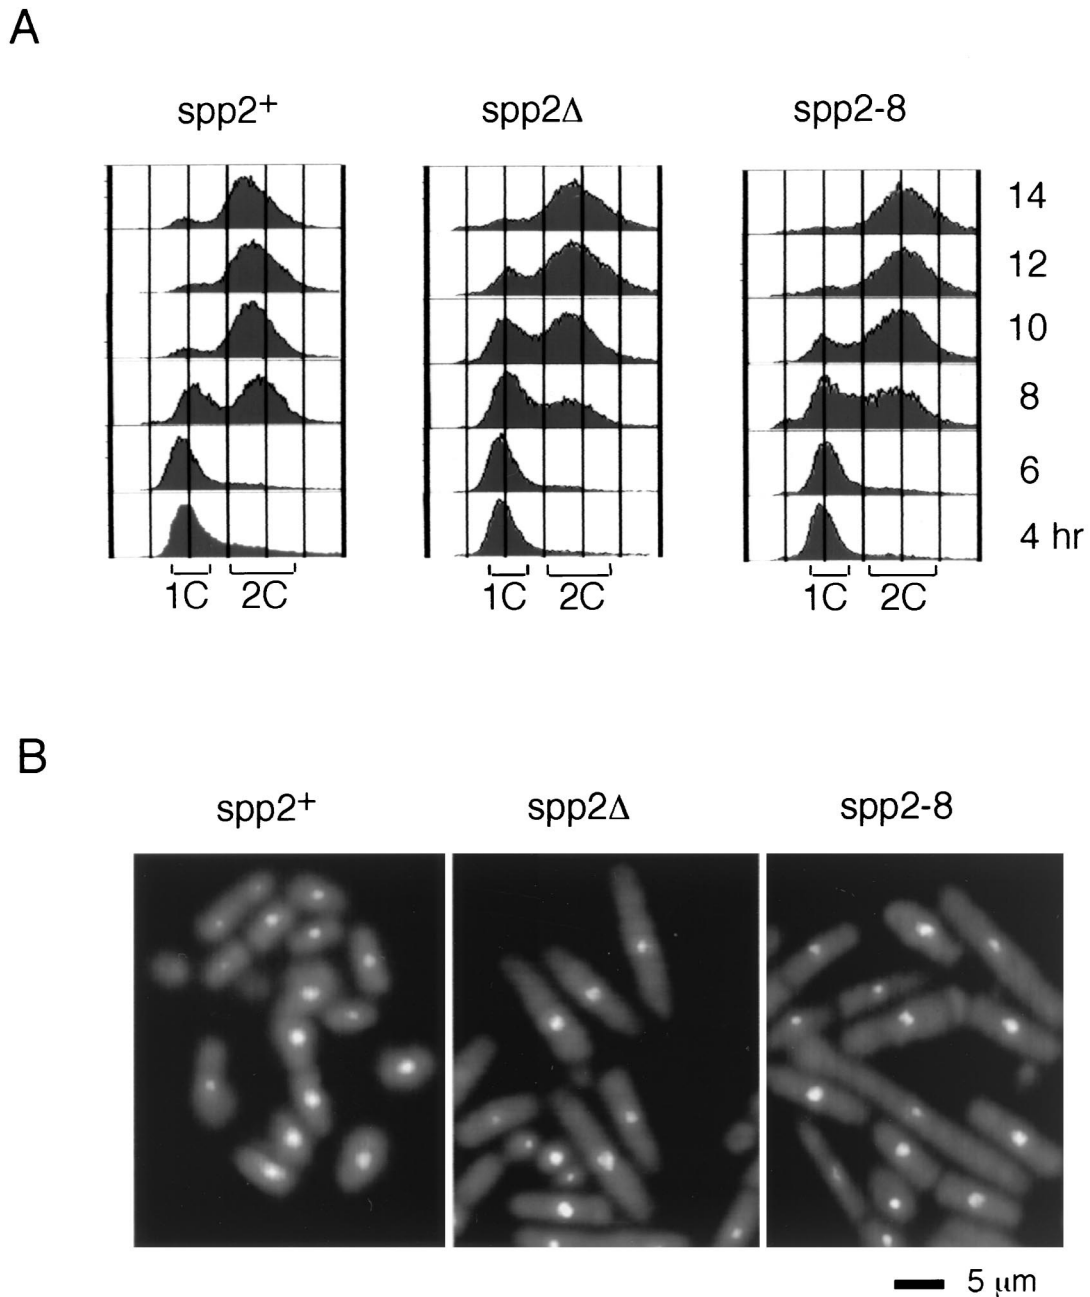 A
spp2+ spp2Δ spp2-8
14
12
10
8
6
4 hr
1C 2C 1C 2C 1C 2C
B
spp2+ spp2Δ spp2-8
5 μm